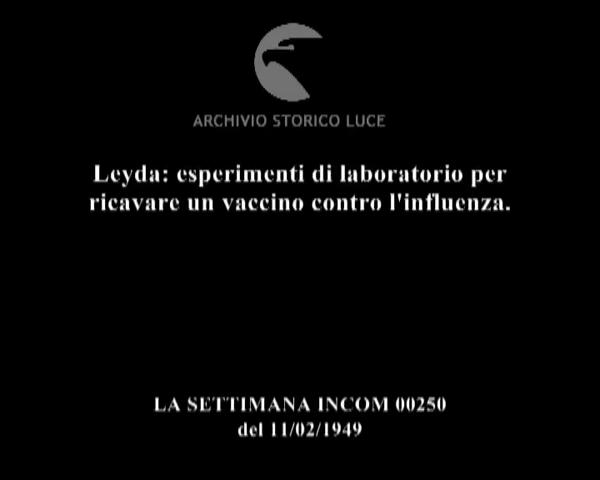 ARCHIVIO STORICO LUCE
Leyda: esperimenti di laboratorio per
ricavare un vaccino contro l'influenza.
LA SETTIMANA INCOM 00250
del 11/02/1949